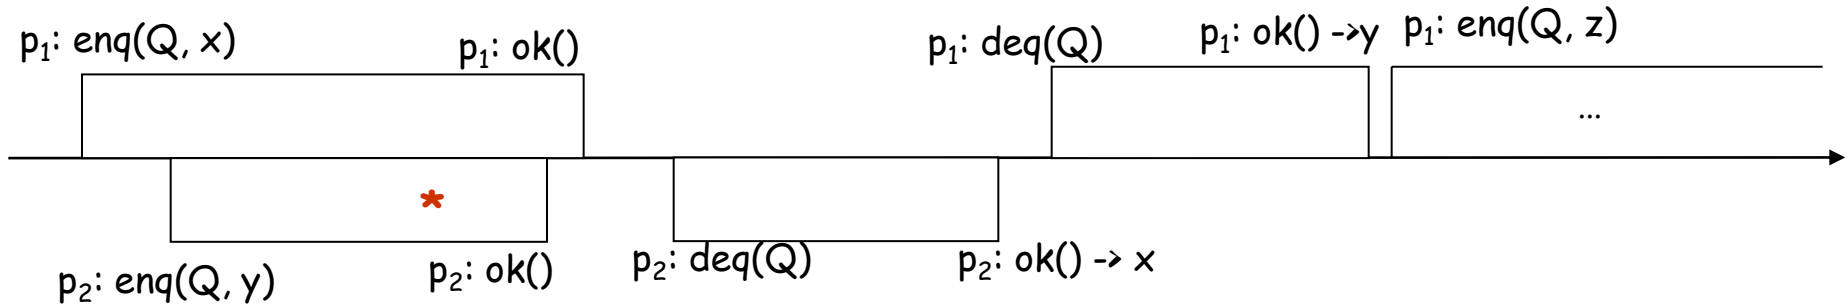 p₁: enq(Q, x)
p₁: ok()
p₁: deq(Q)
p₁: ok() ->y
p₁: enq(Q, z)
...
*
p₂: enq(Q, y)
p₂: ok()
p₂: deq(Q)
p₂: ok() -> x